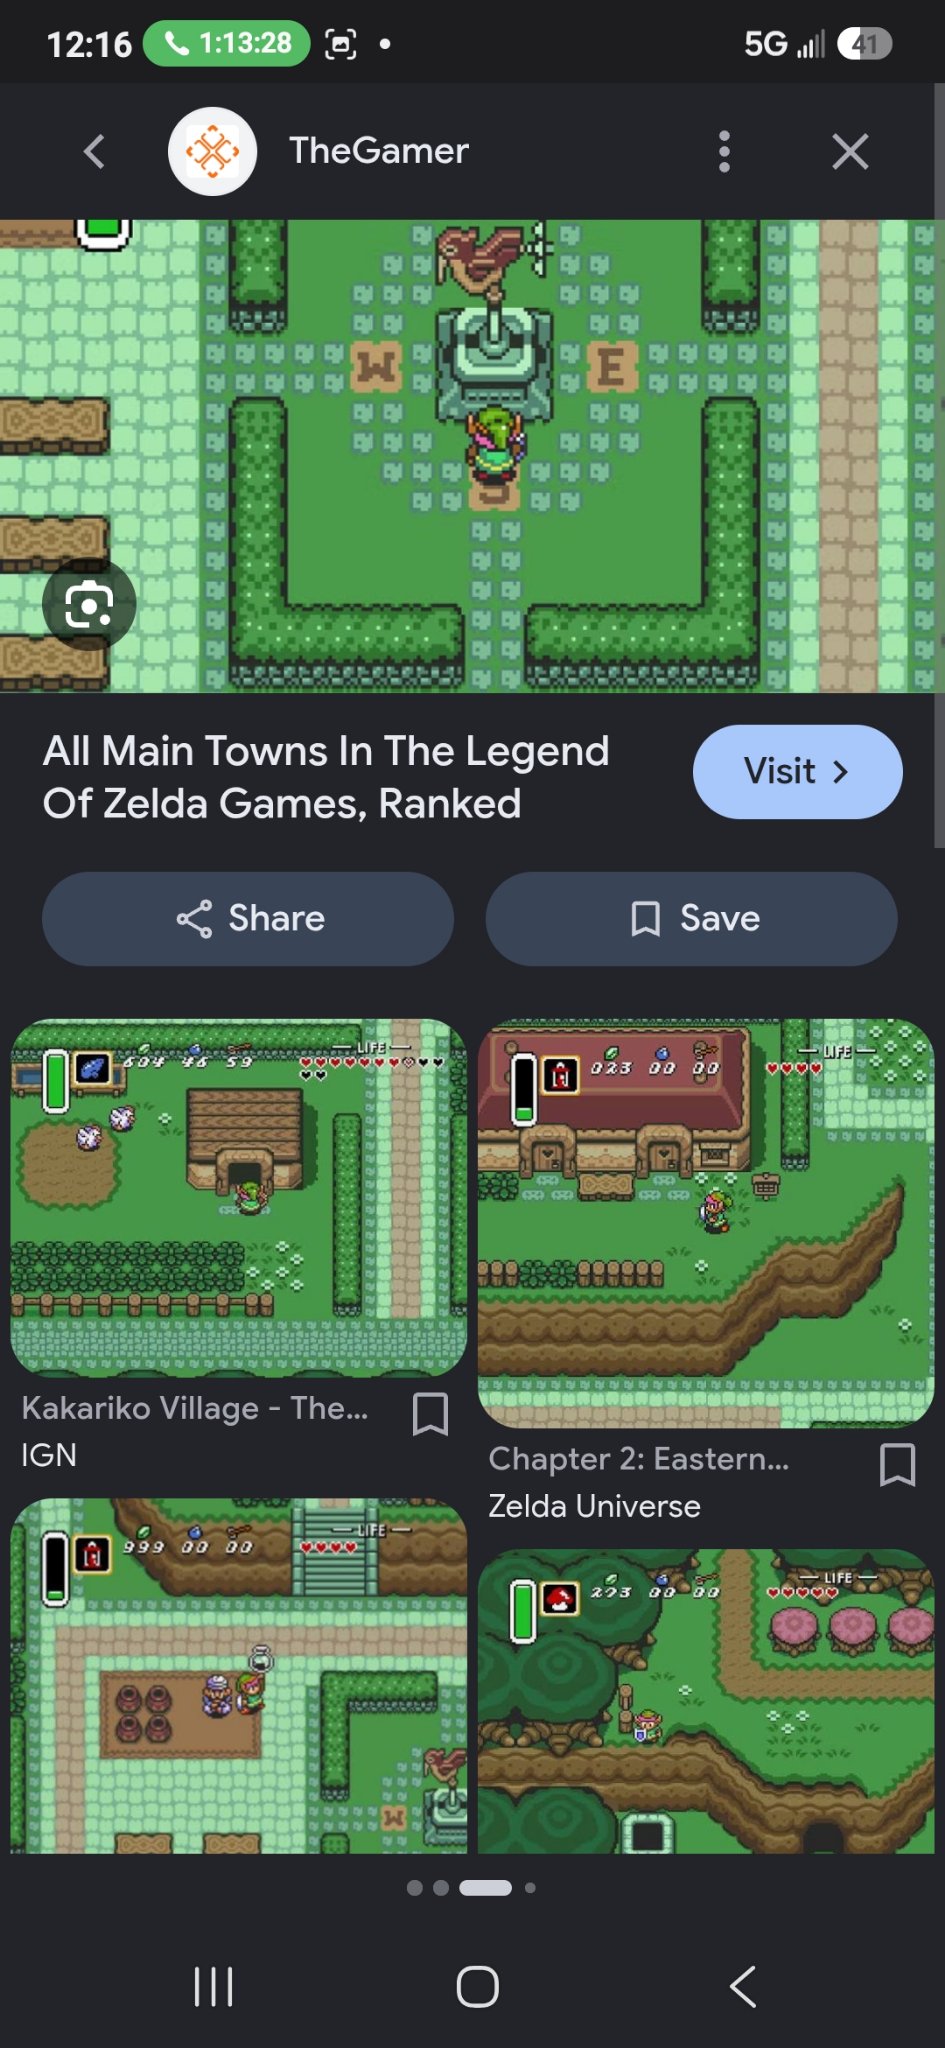 12:16 1:13:28 5G 41
TheGamer
W E
All Main Towns In The Legend
Of Zelda Games, Ranked
Visit
Share Save
LIFE
604 46 59
LIFE
023 00 00
Kakariko Village - The...
IGN
Chapter 2: Eastern...
Zelda Universe
LIFE
999 00 00
W
LIFE
273 00 00